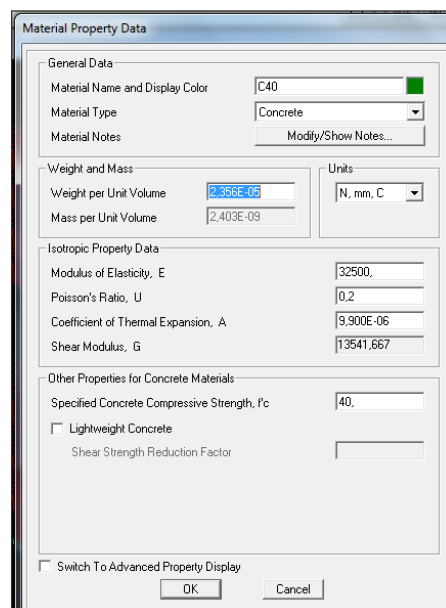 Material Property Data
General Data
Material Name and Display Color C40
Material Type Concrete
Material Notes Modify/Show Notes...
Weight and Mass Units
Weight per Unit Volume 2,356E-05 N, mm, C
Mass per Unit Volume 2,403E-09
Isotropic Property Data
Modulus of Elasticity, E 32500,
Poisson's Ratio, U 0,2
Coefficient of Thermal Expansion, A 9,900E-06
Shear Modulus, G 13541,667
Other Properties for Concrete Materials
Specified Concrete Compressive Strength, f'c 40,
Lightweight Concrete
Shear Strength Reduction Factor
Switch To Advanced Property Display
OK Cancel